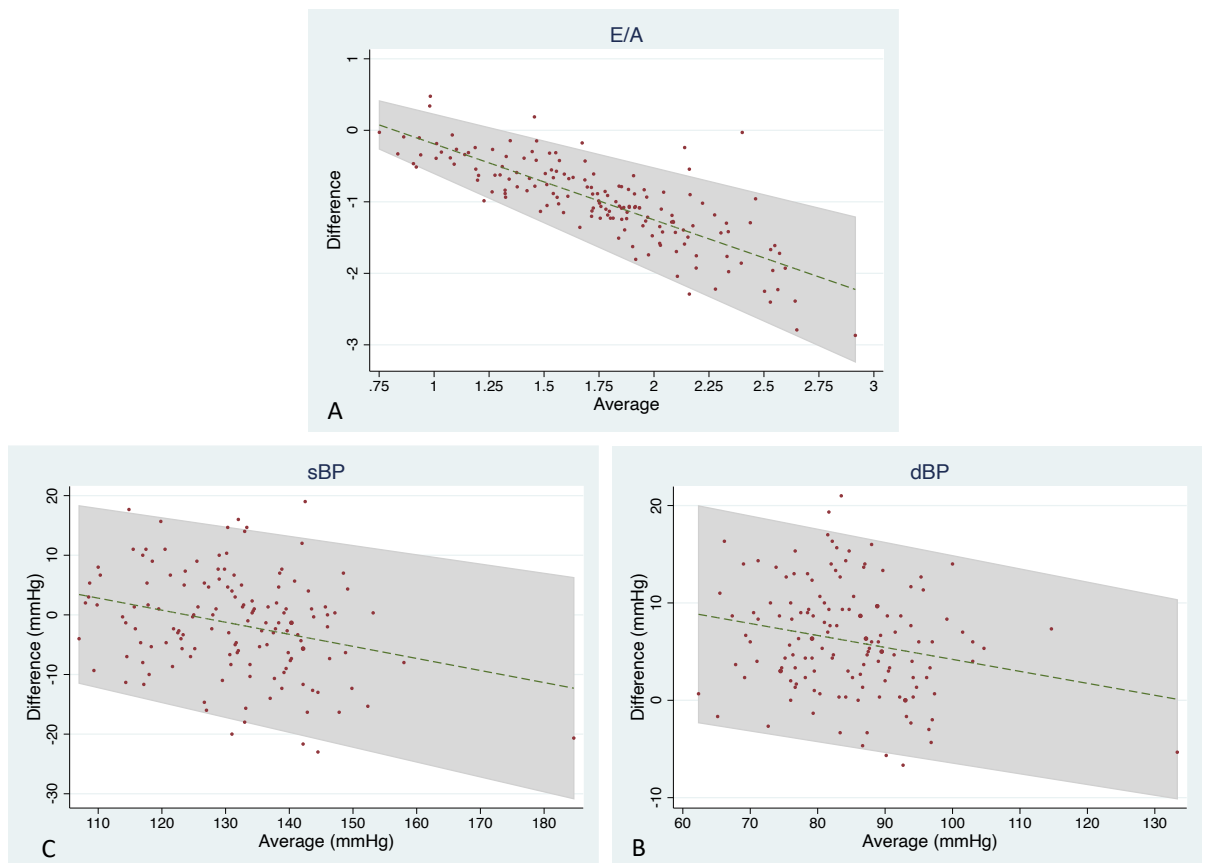 E/A
1
0
-1
-2
-3
Difference
.75 1 1.25 1.5 1.75 2 2.25 2.5 2.75 3
Average
A
sBP
20
10
0
-10
-20
-30
Difference (mmHg)
110 120 130 140 150 160 170 180
Average (mmHg)
C
dBP
20
10
0
-10
Difference (mmHg)
60 70 80 90 100 110 120 130
Average (mmHg)
B